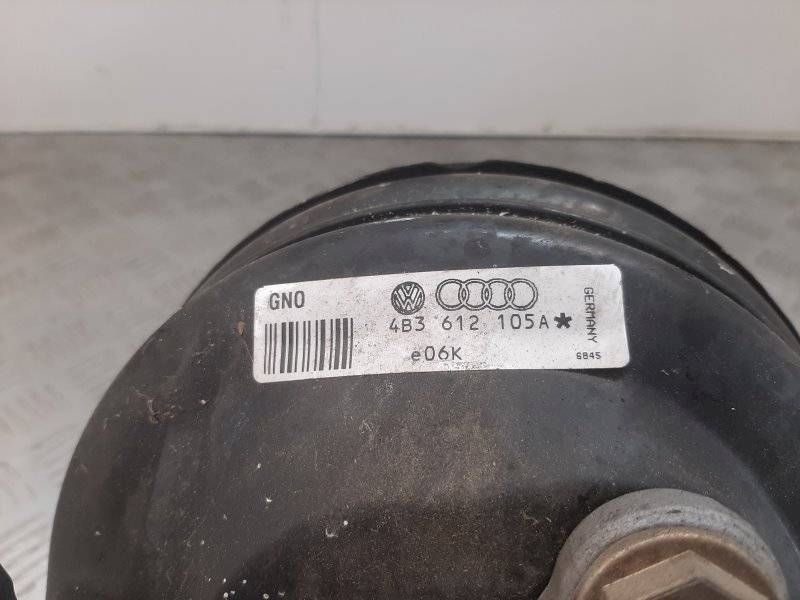 GNO
4B3 612 105A*
e06K
GERMANY
6845